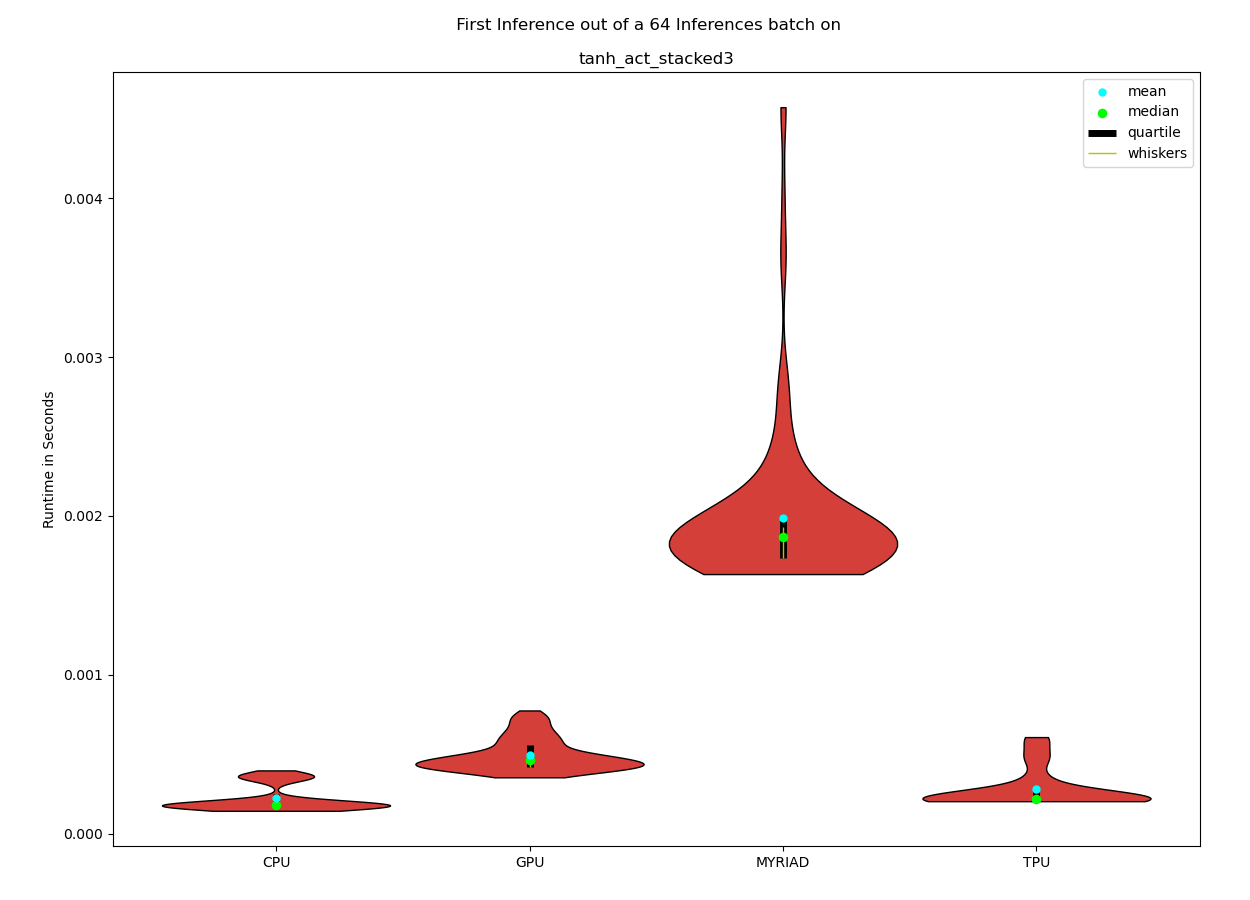 First Inference out of a 64 Inferences batch on
tanh_act_stacked3
mean
median
quartile
whiskers
Runtime in Seconds
0.004
0.003
0.002
0.001
0.000
CPU GPU MYRIAD TPU